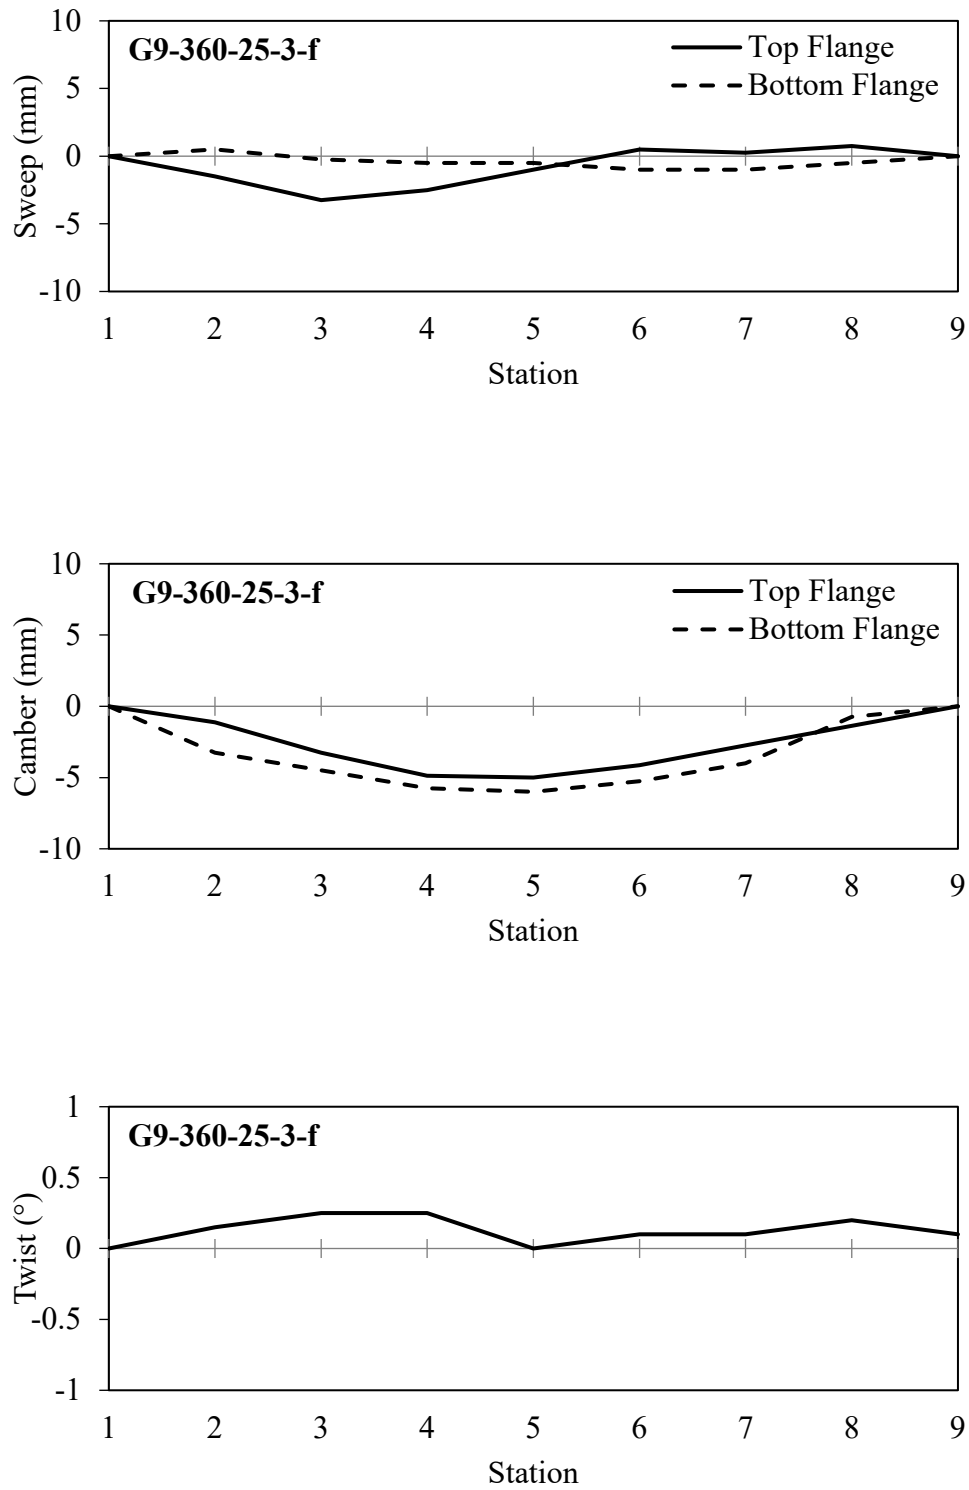 G9-360-25-3-f
Top Flange
Bottom Flange
Sweep (mm)
10
5
0
-5
-10
1 2 3 4 5 6 7 8 9
Station
G9-360-25-3-f
Top Flange
Bottom Flange
Camber (mm)
10
5
0
-5
-10
1 2 3 4 5 6 7 8 9
Station
G9-360-25-3-f
Twist (°)
1
0.5
0
-0.5
-1
1 2 3 4 5 6 7 8 9
Station